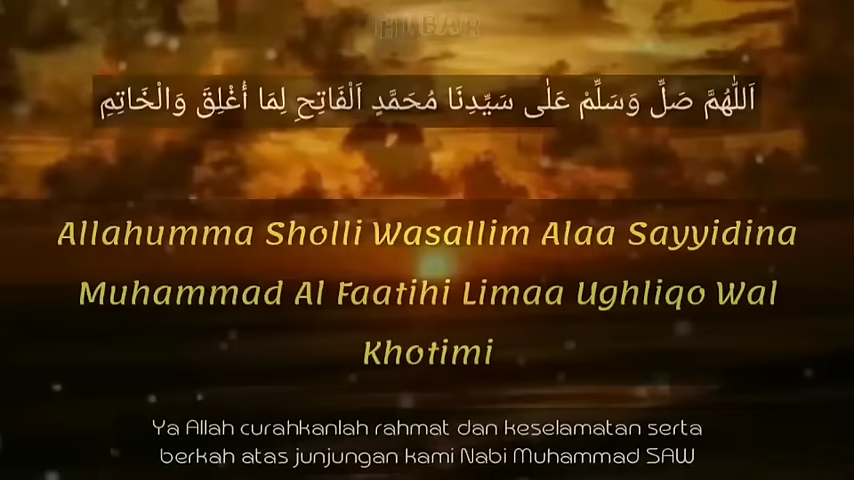 HIBAR
اَللّٰهُمَّ صَلِّ وَسَلِّمْ عَلٰى سَيِّدِنَا مُحَمَّدٍ اَلْفَاتِحِ لِمَا أُغْلِقَ وَالْخَاتِمِ
Allahumma Sholli Wasallim Alaa Sayyidina
Muhammad Al Faatihi Limaa Ughliqo Wal
Khotimi
Ya Allah curahkanlah rahmat dan keselamatan serta
berkah atas junjungan kami Nabi Muhammad SAW